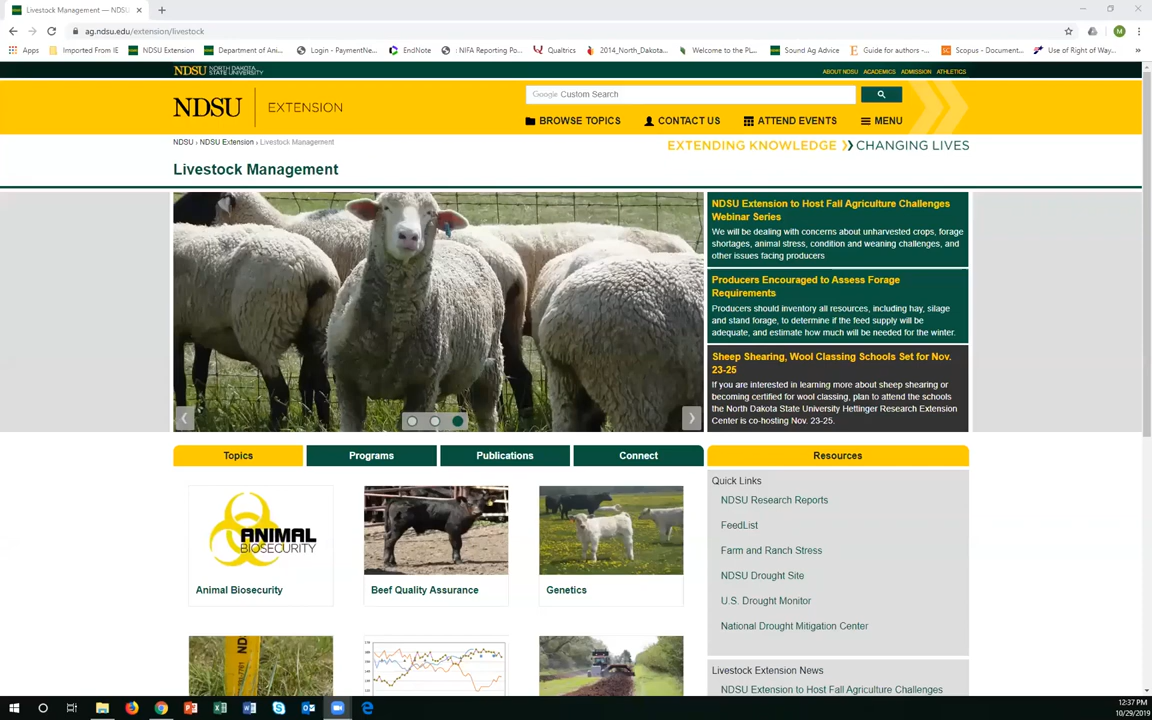 Livestock Management — NDSU
ag.ndsu.edu/extension/livestock
M
Apps
Imported From IE
NDSU Extension
Department of Ani...
Login - PaymentNe...
EndNote
: NIFA Reporting Po...
Qualtrics
2014_North_Dakota...
Welcome to the PL...
Sound Ag Advice
Guide for authors -...
Scopus - Document...
Use of Right of Way...
NDSU NORTH DAKOTA STATE UNIVERSITY
ABOUT NDSU ACADEMICS ADMISSION ATHLETICS
NDSU EXTENSION
Google Custom Search
BROWSE TOPICS CONTACT US ATTEND EVENTS MENU
NDSU › NDSU Extension › Livestock Management
EXTENDING KNOWLEDGE CHANGING LIVES
Livestock Management
NDSU Extension to Host Fall Agriculture Challenges
Webinar Series
We will be dealing with concerns about unharvested crops, forage
shortages, animal stress, condition and weaning challenges, and
other issues facing producers
Producers Encouraged to Assess Forage
Requirements
Producers should inventory all resources, including hay, silage
and stand forage, to determine if the feed supply will be
adequate, and estimate how much will be needed for the winter.
Sheep Shearing, Wool Classing Schools Set for Nov.
23-25
If you are interested in learning more about sheep shearing or
becoming certified for wool classing, plan to attend the schools
the North Dakota State University Hettinger Research Extension
Center is co-hosting Nov. 23-25.
Topics
Programs
Publications
Connect
Resources
ANIMAL
BIOSECURITY
Animal Biosecurity
Beef Quality Assurance
Genetics
Quick Links
NDSU Research Reports
FeedList
Farm and Ranch Stress
NDSU Drought Site
U.S. Drought Monitor
National Drought Mitigation Center
Livestock Extension News
NDSU Extension to Host Fall Agriculture Challenges
12:37 PM
10/29/2019